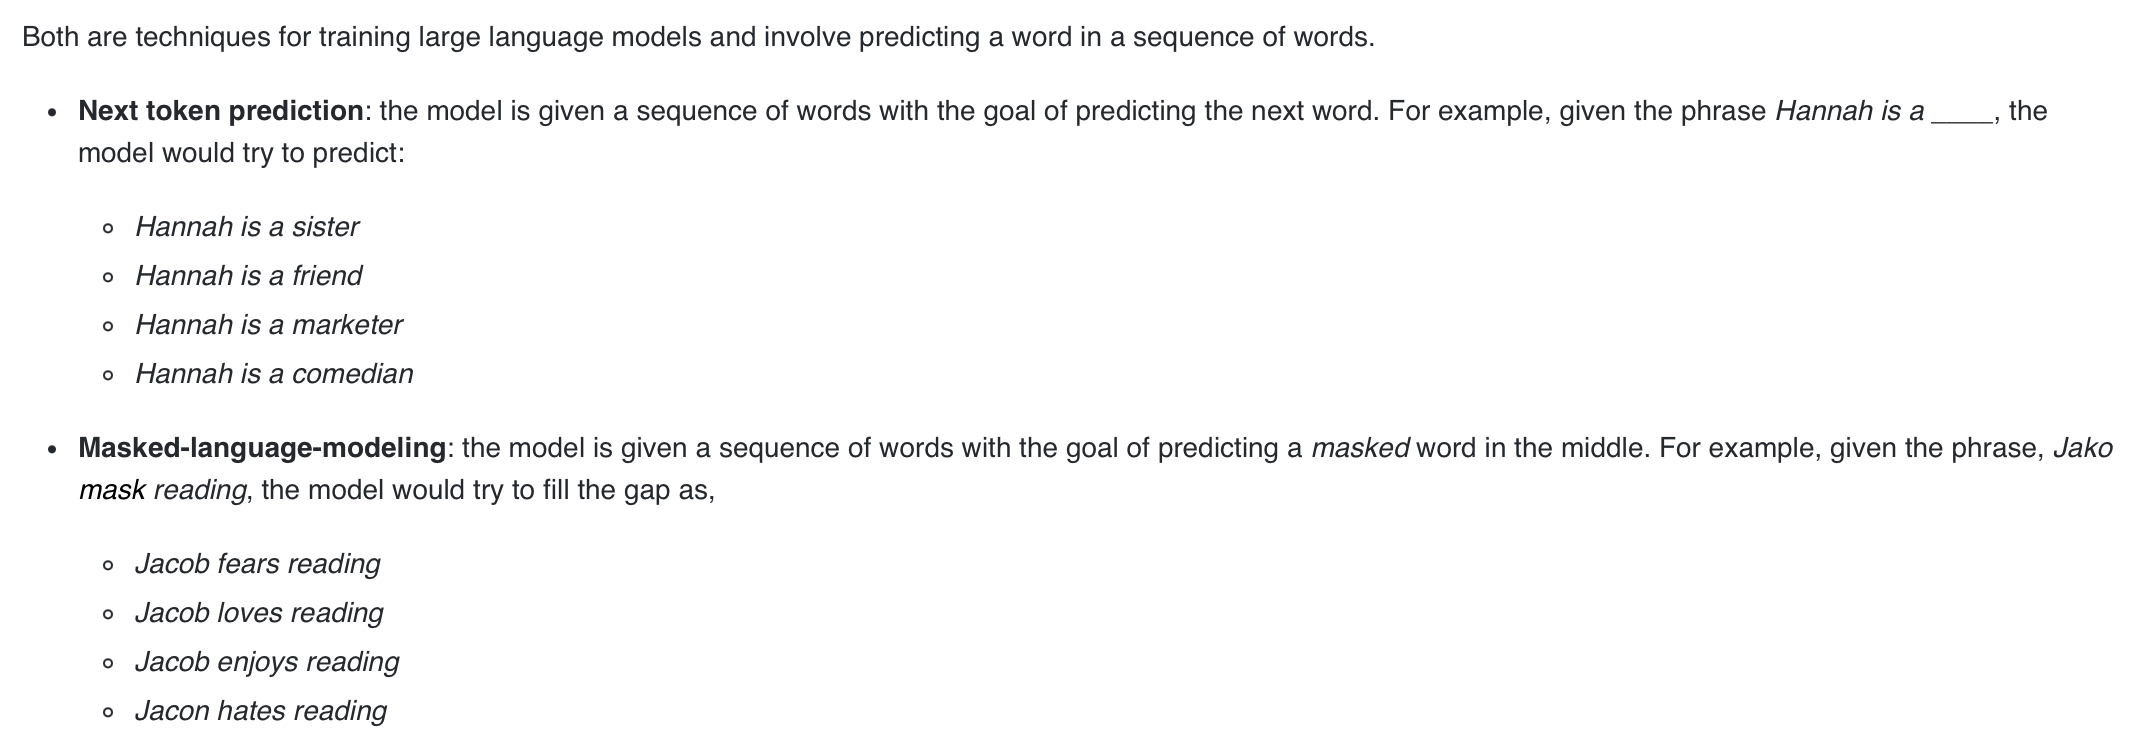 Both are techniques for training large language models and involve predicting a word in a sequence of words.
• Next token prediction: the model is given a sequence of words with the goal of predicting the next word. For example, given the phrase Hannah is a ____, the
model would try to predict:
Hannah is a sister
Hannah is a friend
Hannah is a marketer
Hannah is a comedian
• Masked-language-modeling: the model is given a sequence of words with the goal of predicting a masked word in the middle. For example, given the phrase, Jako
mask reading, the model would try to fill the gap as,
Jacob fears reading
Jacob loves reading
Jacob enjoys reading
Jacon hates reading